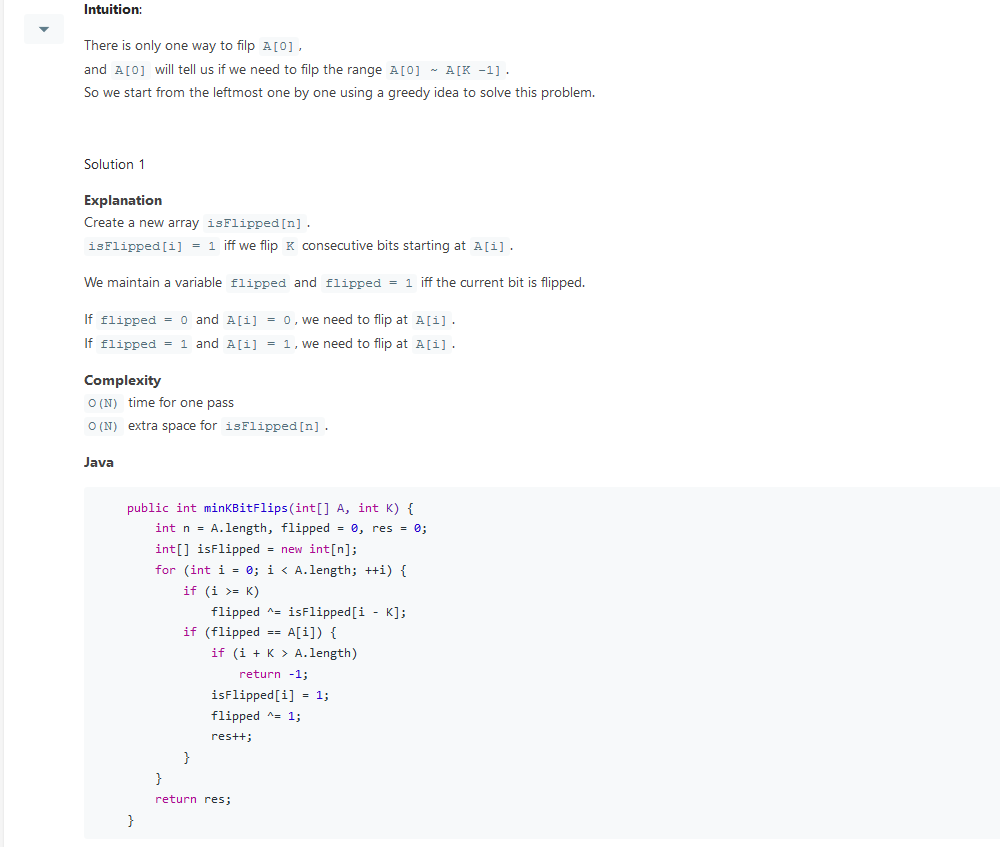 Intuition:
There is only one way to filp A[0] ,
and A[0] will tell us if we need to filp the range A[0] ~ A[K -1] .
So we start from the leftmost one by one using a greedy idea to solve this problem.
Solution 1
Explanation
Create a new array isFlipped[n] .
isFlipped[i] = 1 iff we flip K consecutive bits starting at A[i] .
We maintain a variable flipped and flipped = 1 iff the current bit is flipped.
If flipped = 0 and A[i] = 0 , we need to flip at A[i] .
If flipped = 1 and A[i] = 1 , we need to flip at A[i] .
Complexity
O(N) time for one pass
O(N) extra space for isFlipped[n] .
Java
public int minKBitFlips(int[] A, int K) {
    int n = A.length, flipped = 0, res = 0;
    int[] isFlipped = new int[n];
    for (int i = 0; i < A.length; ++i) {
        if (i >= K)
            flipped ^= isFlipped[i - K];
        if (flipped == A[i]) {
            if (i + K > A.length)
                return -1;
            isFlipped[i] = 1;
            flipped ^= 1;
            res++;
        }
    }
    return res;
}